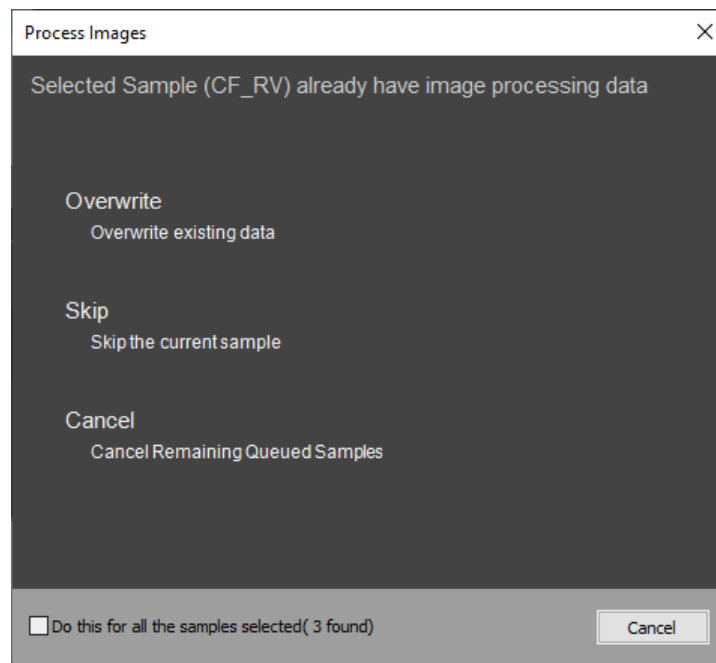 Process Images
Selected Sample (CF_RV) already have image processing data
Overwrite
Overwrite existing data
Skip
Skip the current sample
Cancel
Cancel Remaining Queued Samples
Do this for all the samples selected( 3 found)
Cancel